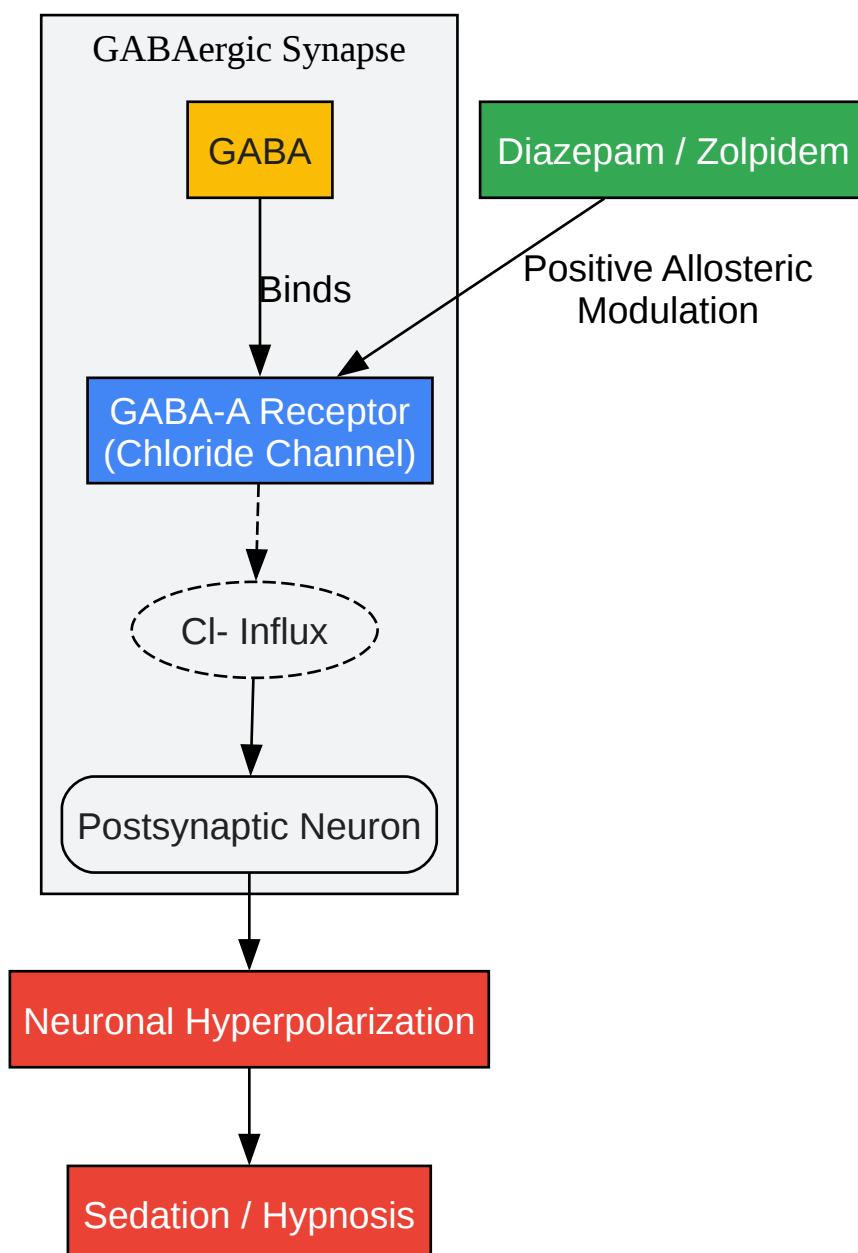 GABAergic Synapse
GABA
Diazepam / Zolpidem
Binds
Positive Allosteric
Modulation
GABA-A Receptor
(Chloride Channel)
Cl- Influx
Postsynaptic Neuron
Neuronal Hyperpolarization
Sedation / Hypnosis